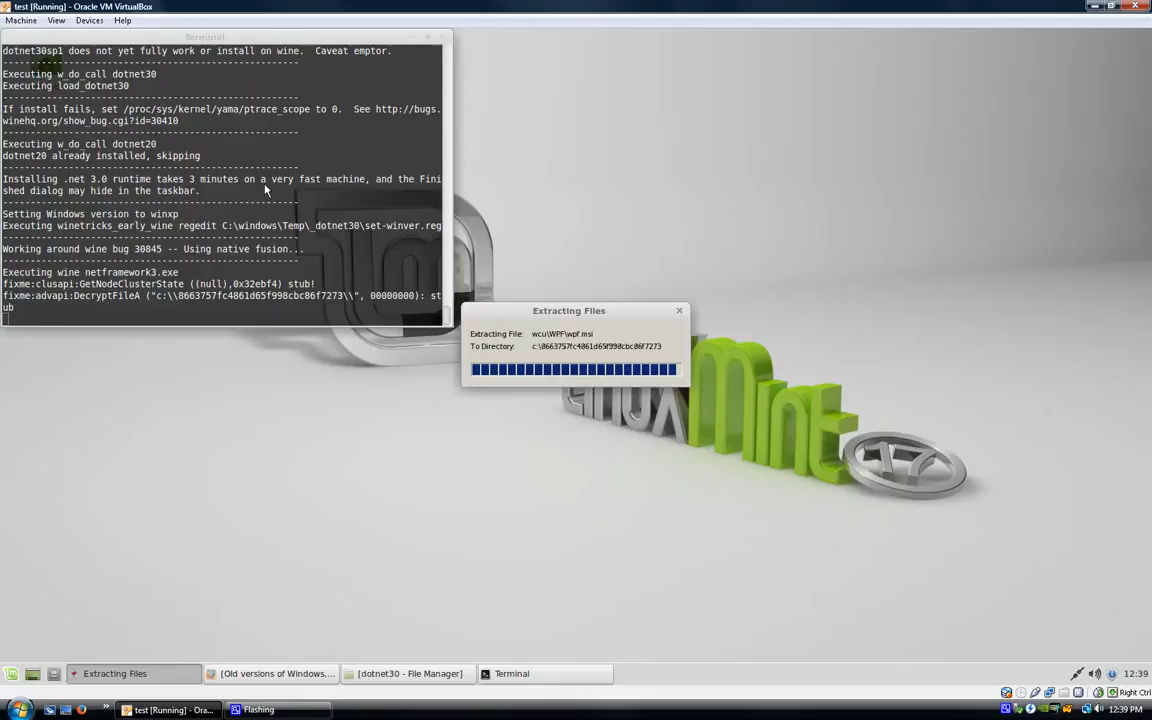 test [Running] - Oracle VM VirtualBox
Machine View Devices Help
Terminal
dotnet30sp1 does not yet fully work or install on wine.  Caveat emptor.
------------------------------------------------------
Executing w_do_call dotnet30
Executing load_dotnet30
------------------------------------------------------
If install fails, set /proc/sys/kernel/yama/ptrace_scope to 0.  See http://bugs.
winehq.org/show_bug.cgi?id=30410
------------------------------------------------------
Executing w_do_call dotnet20
dotnet20 already installed, skipping
------------------------------------------------------
Installing .net 3.0 runtime takes 3 minutes on a very fast machine, and the Fini
shed dialog may hide in the taskbar.
------------------------------------------------------
Setting Windows version to winxp
Executing winetricks_early_wine regedit C:\windows\Temp\_dotnet30\set-winver.reg
------------------------------------------------------
Working around wine bug 30845 -- Using native fusion...
------------------------------------------------------
Executing wine netframework3.exe
fixme:clusapi:GetNodeClusterState ((null),0x32ebf4) stub!
fixme:advapi:DecryptFileA ("c:\\8663757fc4861d65f998cbc86f7273\\", 00000000): st
ub
Extracting Files
Extracting File: wcu\WPF\wpf.msi
To Directory: c:\8663757fc4861d65f998cbc86f7273
Linux Mint 17
Extracting Files
[Old versions of Windows,...
[dotnet30 - File Manager]
Terminal
12:39
Right Ctrl
test [Running] - Ora...
Flashing
12:39 PM